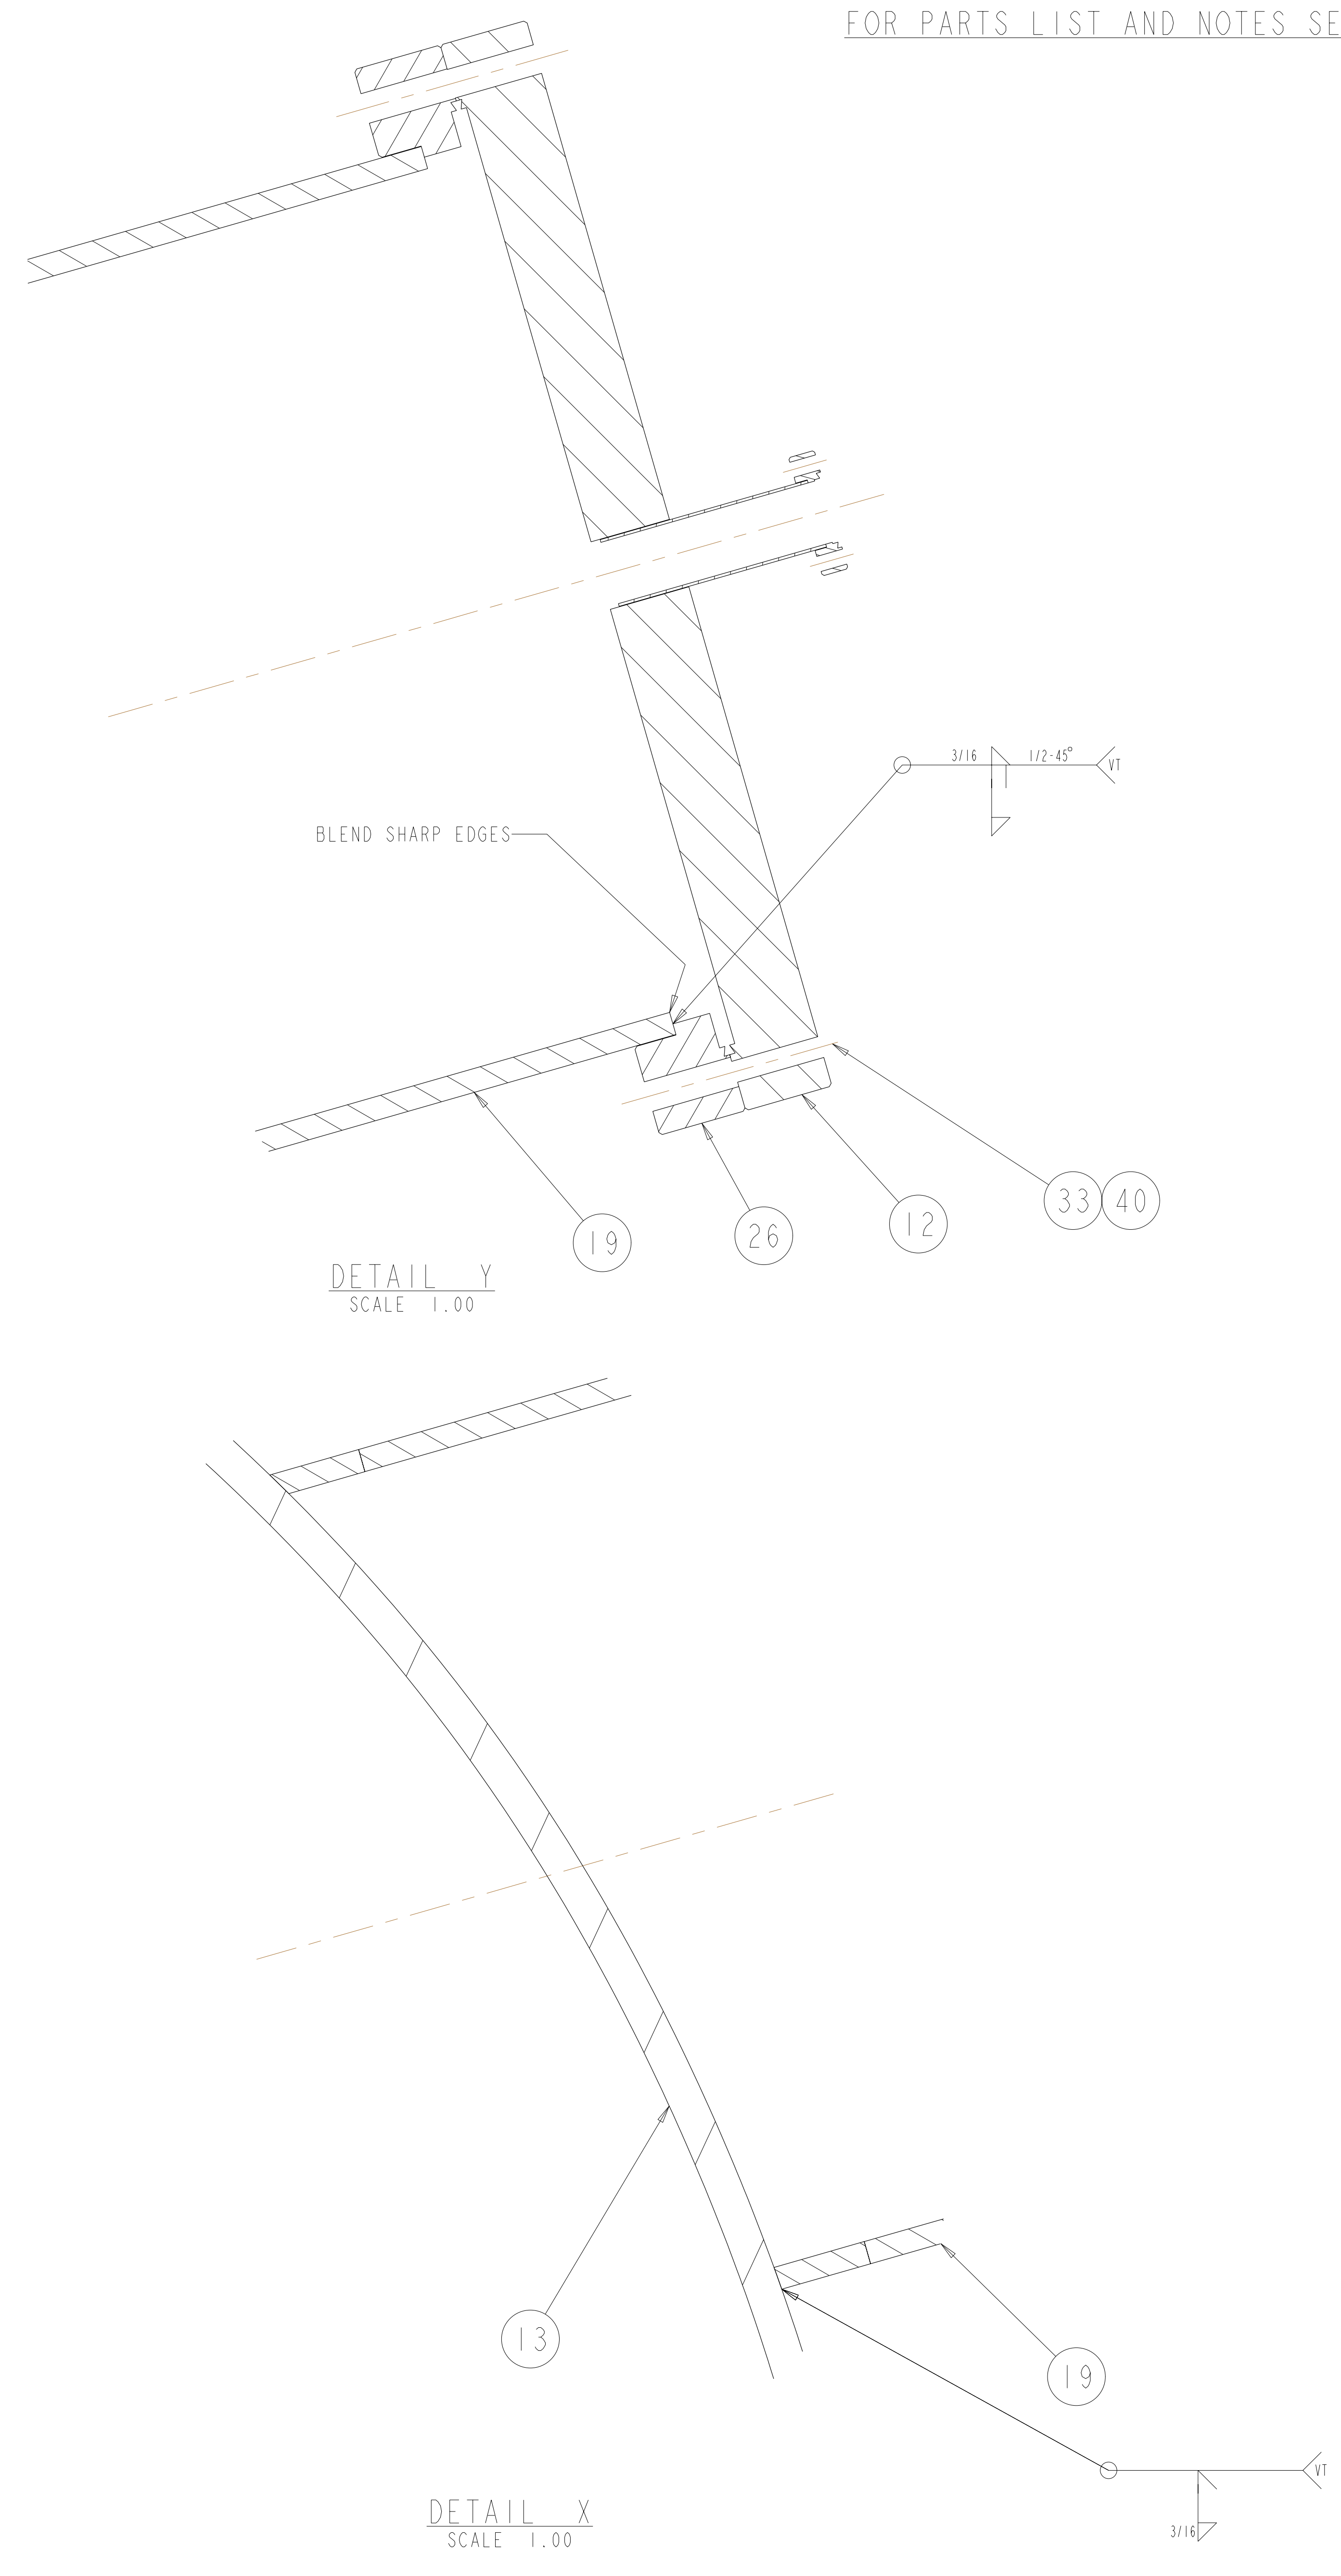 FOR PARTS LIST AND NOTES SE
3/16 1/2-45° VT
BLEND SHARP EDGES
33 40
12
26
19
DETAIL Y
SCALE 1.00
13
19
VT
3/16
DETAIL X
SCALE 1.00